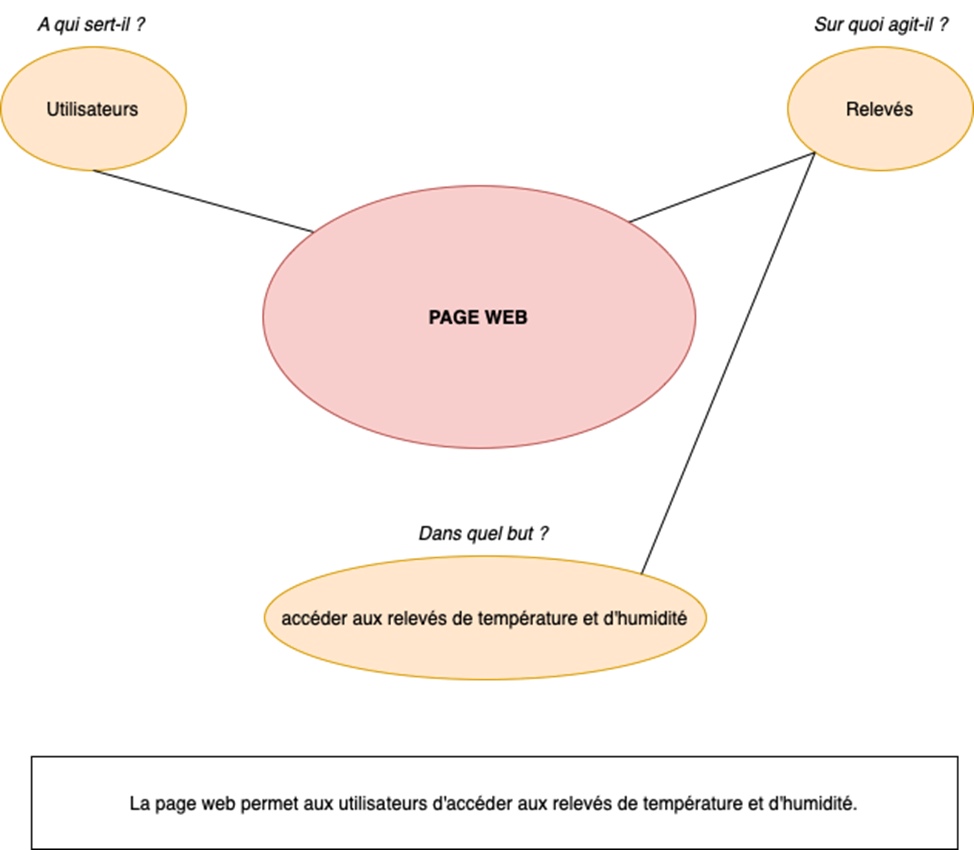 A qui sert-il ?
Sur quoi agit-il ?
Utilisateurs
Relevés
PAGE WEB
Dans quel but ?
accéder aux relevés de température et d'humidité
La page web permet aux utilisateurs d'accéder aux relevés de température et d'humidité.